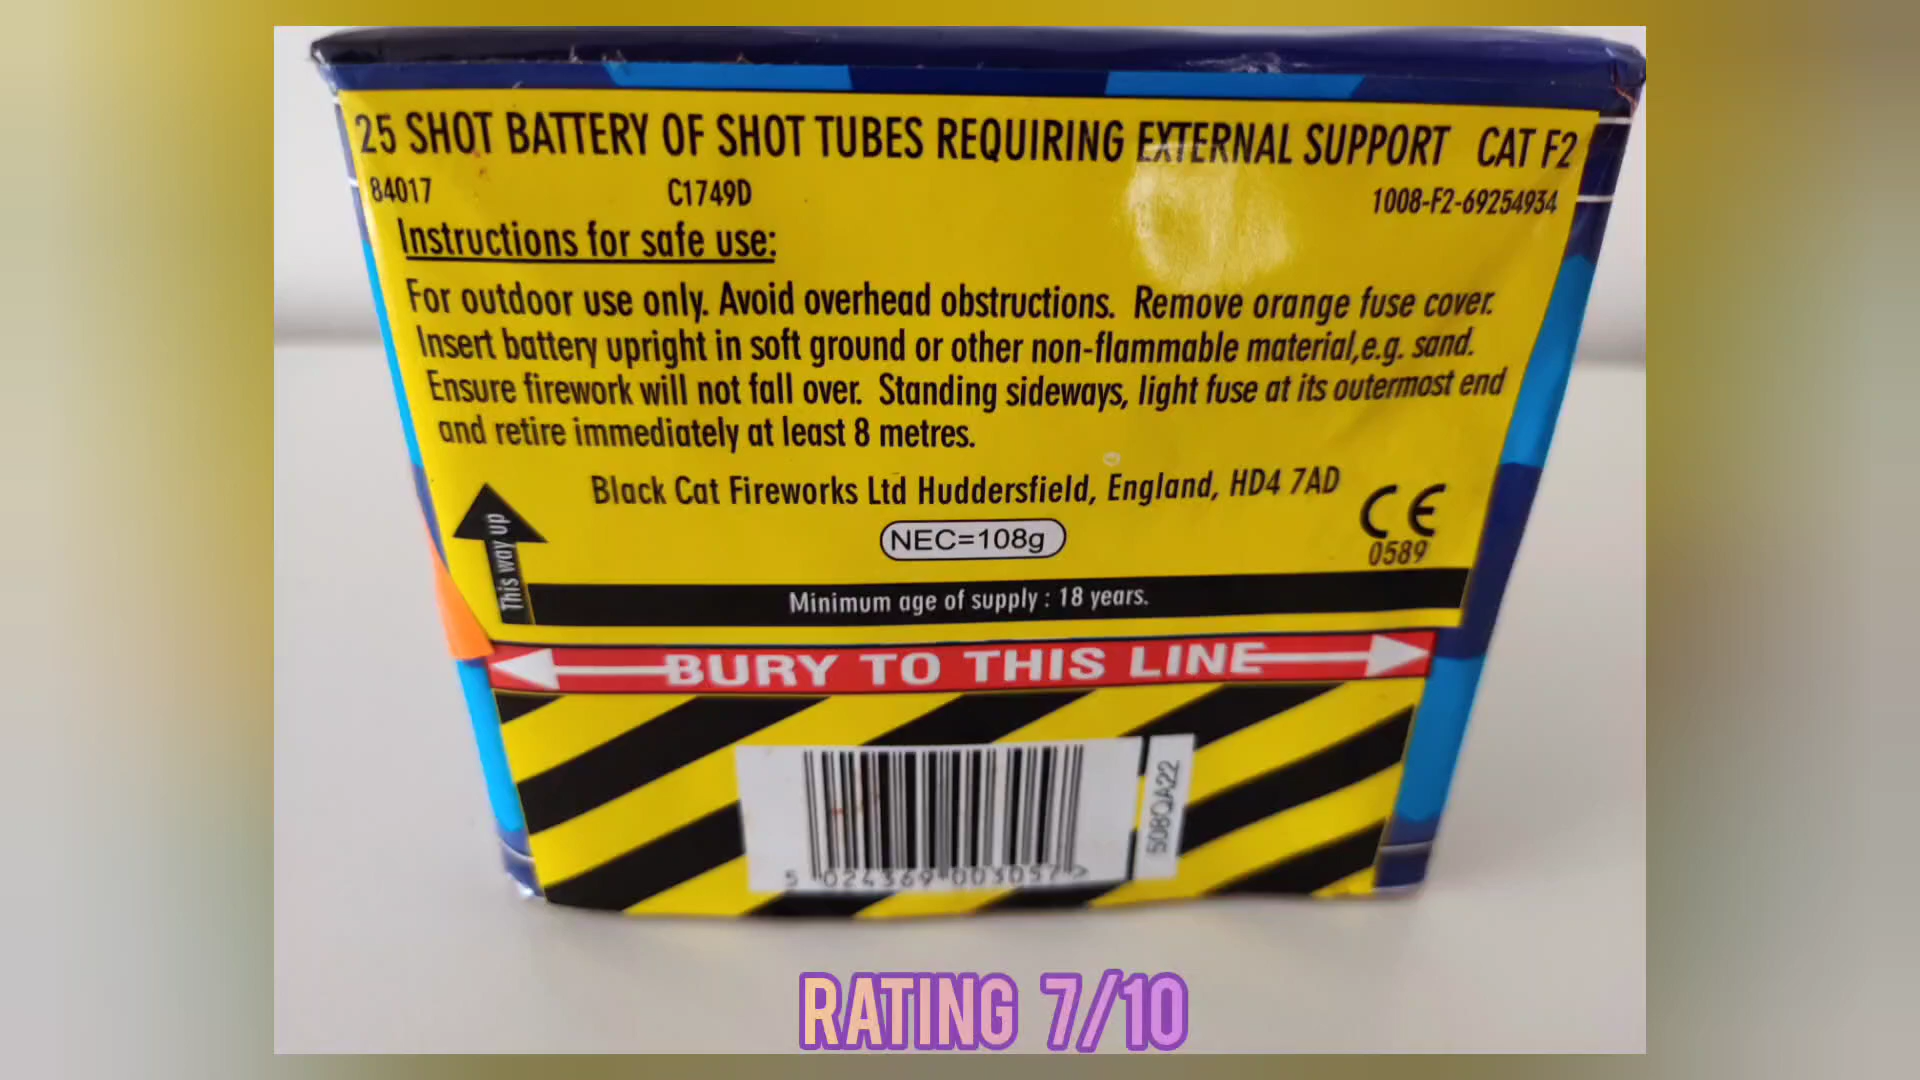 25 SHOT BATTERY OF SHOT TUBES REQUIRING EXTERNAL SUPPORT CAT F2
84017 C1749D 1008-F2-69254934
Instructions for safe use:
For outdoor use only. Avoid overhead obstructions. Remove orange fuse cover.
Insert battery upright in soft ground or other non-flammable material,e.g. sand.
Ensure firework will not fall over. Standing sideways, light fuse at its outermost end
and retire immediately at least 8 metres.
Black Cat Fireworks Ltd Huddersfield, England, HD4 7AD
This way up
NEC=108g
CE
0589
Minimum age of supply : 18 years.
BURY TO THIS LINE
508QA22
5 024369 003057 >
RATING 7/10